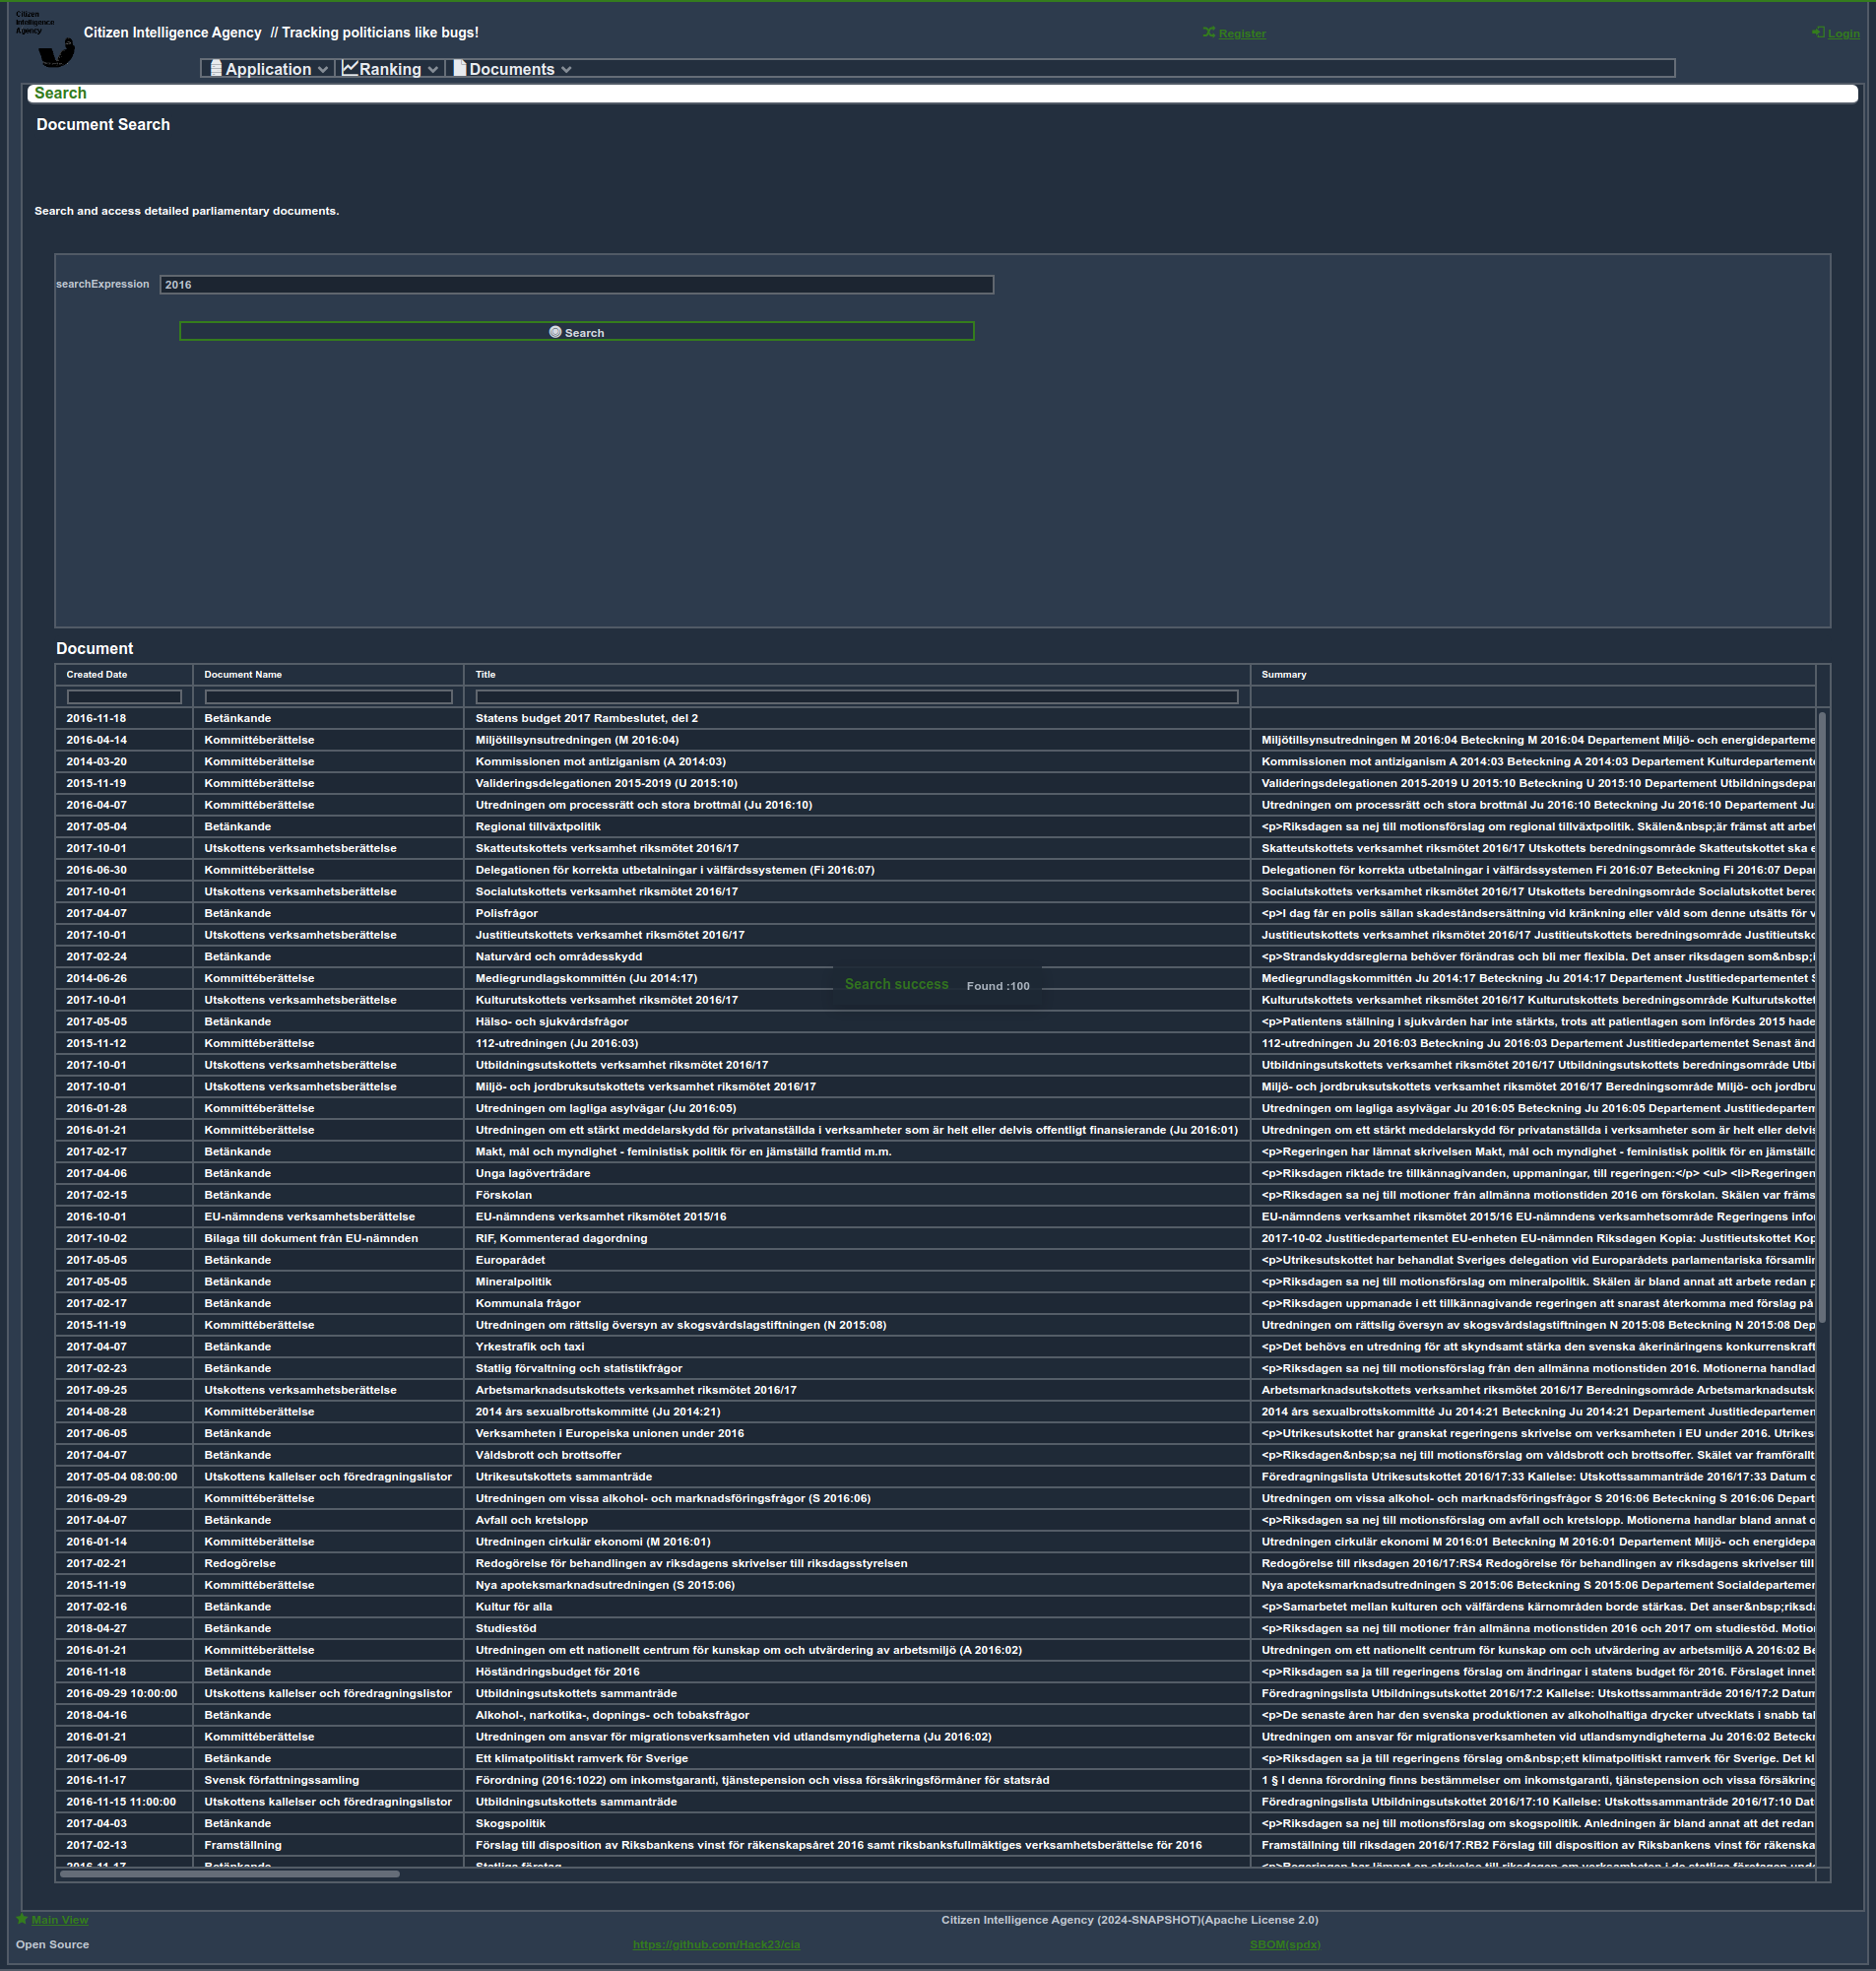 Citizen
Intelligence
Agency
Citizen Intelligence Agency // Tracking politicians like bugs!
Register
Login
Application Ranking Documents
Search
Document Search
Search and access detailed parliamentary documents.
searchExpression 2016
Search
Document
Created Date Document Name Title Summary
2016-11-18 Betänkande Statens budget 2017 Rambeslutet, del 2
2016-04-14 Kommittéberättelse Miljötillsynsutredningen (M 2016:04) Miljötillsynsutredningen M 2016:04 Beteckning M 2016:04 Departement Miljö- och energideparteme
2014-03-20 Kommittéberättelse Kommissionen mot antiziganism (A 2014:03) Kommissionen mot antiziganism A 2014:03 Beteckning A 2014:03 Departement Kulturdepartement
2015-11-19 Kommittéberättelse Valideringsdelegationen 2015-2019 (U 2015:10) Valideringsdelegationen 2015-2019 U 2015:10 Beteckning U 2015:10 Departement Utbildningsdepar
2016-04-07 Kommittéberättelse Utredningen om processrätt och stora brottmål (Ju 2016:10) Utredningen om processrätt och stora brottmål Ju 2016:10 Beteckning Ju 2016:10 Departement Ju
2017-05-04 Betänkande Regional tillväxtpolitik <p>Riksdagen sa nej till motionsförslag om regional tillväxtpolitik. Skälen&nbsp;är främst att arbet
2017-10-01 Utskottens verksamhetsberättelse Skatteutskottets verksamhet riksmötet 2016/17 Skatteutskottets verksamhet riksmötet 2016/17 Utskottets beredningsområde Skatteutskottet ska
2016-06-30 Kommittéberättelse Delegationen för korrekta utbetalningar i välfärdssystemen (Fi 2016:07) Delegationen för korrekta utbetalningar i välfärdssystemen Fi 2016:07 Beteckning Fi 2016:07 Depar
2017-10-01 Utskottens verksamhetsberättelse Socialutskottets verksamhet riksmötet 2016/17 Socialutskottets verksamhet riksmötet 2016/17 Utskottets beredningsområde Socialutskottet bere
2017-04-07 Betänkande Polisfrågor <p>I dag får en polis sällan skadeståndsersättning vid kränkning eller våld som denne utsätts för v
2017-10-01 Utskottens verksamhetsberättelse Justitieutskottets verksamhet riksmötet 2016/17 Justitieutskottets verksamhet riksmötet 2016/17 Justitieutskottets beredningsområde Justitieutsk
2017-02-24 Betänkande Naturvård och områdesskydd <p>Strandskyddsreglerna behöver förändras och bli mer flexibla. Det anser riksdagen som&nbsp;
2014-06-26 Kommittéberättelse Mediegrundlagskommittén (Ju 2014:17) Mediegrundlagskommittén Ju 2014:17 Beteckning Ju 2014:17 Departement Justitiedepartementet S
Search success Found :100
2017-10-01 Utskottens verksamhetsberättelse Kulturutskottets verksamhet riksmötet 2016/17 Kulturutskottets verksamhet riksmötet 2016/17 Kulturutskottets beredningsområde Kulturutskottet
2017-05-05 Betänkande Hälso- och sjukvårdsfrågor <p>Patientens ställning i sjukvården har inte stärkts, trots att patientlagen som infördes 2015 hade
2015-11-12 Kommittéberättelse 112-utredningen (Ju 2016:03) 112-utredningen Ju 2016:03 Beteckning Ju 2016:03 Departement Justitiedepartementet Senast änd
2017-10-01 Utskottens verksamhetsberättelse Utbildningsutskottets verksamhet riksmötet 2016/17 Utbildningsutskottets verksamhet riksmötet 2016/17 Utbildningsutskottets beredningsområde Utbi
2017-10-01 Utskottens verksamhetsberättelse Miljö- och jordbruksutskottets verksamhet riksmötet 2016/17 Miljö- och jordbruksutskottets verksamhet riksmötet 2016/17 Beredningsområde Miljö- och jordbru
2016-01-28 Kommittéberättelse Utredningen om lagliga asylvägar (Ju 2016:05) Utredningen om lagliga asylvägar Ju 2016:05 Beteckning Ju 2016:05 Departement Justitiedepartem
2016-01-21 Kommittéberättelse Utredningen om ett stärkt meddelarskydd för privatanställda i verksamheter som är helt eller delvis offentligt finansierande (Ju 2016:01) Utredningen om ett stärkt meddelarskydd för privatanställda i verksamheter som är helt eller delvis
2017-02-17 Betänkande Makt, mål och myndighet - feministisk politik för en jämställd framtid m.m. <p>Regeringen har lämnat skrivelsen Makt, mål och myndighet - feministisk politik för en jämställd
2017-04-06 Betänkande Unga lagöverträdare <p>Riksdagen riktade tre tillkännagivanden, uppmaningar, till regeringen:</p> <ul> <li>Regeringen
2017-02-15 Betänkande Förskolan <p>Riksdagen sa nej till motioner från allmänna motionstiden 2016 om förskolan. Skälen var främs
2016-10-01 EU-nämndens verksamhetsberättelse EU-nämndens verksamhet riksmötet 2015/16 EU-nämndens verksamhet riksmötet 2015/16 EU-nämndens verksamhetsområde Regeringens info
2017-10-02 Bilaga till dokument från EU-nämnden RIF, Kommenterad dagordning 2017-10-02 Justitiedepartementet EU-enheten EU-nämnden Riksdagen Kopia: Justitieutskottet Kop
2017-05-05 Betänkande Europarådet <p>Utrikesutskottet har behandlat Sveriges delegation vid Europarådets parlamentariska församlin
2017-05-05 Betänkande Mineralpolitik <p>Riksdagen sa nej till motionsförslag om mineralpolitik. Skälen är bland annat att arbete redan p
2017-02-17 Betänkande Kommunala frågor <p>Riksdagen uppmanade i ett tillkännagivande regeringen att snarast återkomma med förslag på
2015-11-19 Kommittéberättelse Utredningen om rättslig översyn av skogsvårdslagstiftningen (N 2015:08) Utredningen om rättslig översyn av skogsvårdslagstiftningen N 2015:08 Beteckning N 2015:08 Dep
2017-04-07 Betänkande Yrkestrafik och taxi <p>Det behövs en utredning för att skyndsamt stärka den svenska åkerinäringens konkurrenskraft
2017-02-23 Betänkande Statlig förvaltning och statistikfrågor <p>Riksdagen sa nej till motionsförslag från den allmänna motionstiden 2016. Motionerna handlad
2017-09-25 Utskottens verksamhetsberättelse Arbetsmarknadsutskottets verksamhet riksmötet 2016/17 Arbetsmarknadsutskottets verksamhet riksmötet 2016/17 Beredningsområde Arbetsmarknadsutsk
2014-08-28 Kommittéberättelse 2014 års sexualbrottskommitté (Ju 2014:21) 2014 års sexualbrottskommitté Ju 2014:21 Beteckning Ju 2014:21 Departement Justitiedepartemen
2017-06-05 Betänkande Verksamheten i Europeiska unionen under 2016 <p>Utrikesutskottet har granskat regeringens skrivelse om verksamheten i EU under 2016. Utrikes
2017-04-07 Betänkande Våldsbrott och brottsoffer <p>Riksdagen&nbsp;sa nej till motionsförslag om våldsbrott och brottsoffer. Skälet var framförallt
2017-05-04 08:00:00 Utskottens kallelser och föredragningslistor Utrikesutskottets sammanträde Föredragningslista Utrikesutskottet 2016/17:33 Kallelse: Utskottssammanträde 2016/17:33 Datum
2016-09-29 Kommittéberättelse Utredningen om vissa alkohol- och marknadsföringsfrågor (S 2016:06) Utredningen om vissa alkohol- och marknadsföringsfrågor S 2016:06 Beteckning S 2016:06 Depart
2017-04-07 Betänkande Avfall och kretslopp <p>Riksdagen sa nej till motionsförslag om avfall och kretslopp. Motionerna handlar bland annat o
2016-01-14 Kommittéberättelse Utredningen cirkulär ekonomi (M 2016:01) Utredningen cirkulär ekonomi M 2016:01 Beteckning M 2016:01 Departement Miljö- och energidepa
2017-02-21 Redogörelse Redogörelse för behandlingen av riksdagens skrivelser till riksdagsstyrelsen Redogörelse till riksdagen 2016/17:RS4 Redogörelse för behandlingen av riksdagens skrivelser till
2015-11-19 Kommittéberättelse Nya apoteksmarknadsutredningen (S 2015:06) Nya apoteksmarknadsutredningen S 2015:06 Beteckning S 2015:06 Departement Socialdepartemen
2017-02-16 Betänkande Kultur för alla <p>Samarbetet mellan kulturen och välfärdens kärnområden borde stärkas. Det anser&nbsp;riksda
2018-04-27 Betänkande Studiestöd <p>Riksdagen sa nej till motioner från allmänna motionstiden 2016 och 2017 om studiestöd. Motio
2016-01-21 Kommittéberättelse Utredningen om ett nationellt centrum för kunskap om och utvärdering av arbetsmiljö (A 2016:02) Utredningen om ett nationellt centrum för kunskap om och utvärdering av arbetsmiljö A 2016:02 Be
2016-11-18 Betänkande Höständringsbudget för 2016 <p>Riksdagen sa ja till regeringens förslag om ändringar i statens budget för 2016. Förslaget inneb
2016-09-29 10:00:00 Utskottens kallelser och föredragningslistor Utbildningsutskottets sammanträde Föredragningslista Utbildningsutskottet 2016/17:2 Kallelse: Utskottssammanträde 2016/17:2 Datum
2018-04-16 Betänkande Alkohol-, narkotika-, dopnings- och tobaksfrågor <p>De senaste åren har den svenska produktionen av alkoholhaltiga drycker utvecklats i snabb tak
2016-01-21 Kommittéberättelse Utredningen om ansvar för migrationsverksamheten vid utlandsmyndigheterna (Ju 2016:02) Utredningen om ansvar för migrationsverksamheten vid utlandsmyndigheterna Ju 2016:02 Beteckn
2017-06-09 Betänkande Ett klimatpolitiskt ramverk för Sverige <p>Riksdagen sa ja till regeringens förslag om&nbsp;ett klimatpolitiskt ramverk för Sverige. Det kl
2016-11-17 Svensk författningssamling Förordning (2016:1022) om inkomstgaranti, tjänstepension och vissa försäkringsförmåner för statsråd 1 § I denna förordning finns bestämmelser om inkomstgaranti, tjänstepension och vissa försäkring
2016-11-15 11:00:00 Utskottens kallelser och föredragningslistor Utbildningsutskottets sammanträde Föredragningslista Utbildningsutskottet 2016/17:10 Kallelse: Utskottssammanträde 2016/17:10 Dat
2017-04-03 Betänkande Skogspolitik <p>Riksdagen sa nej till motionsförslag om skogspolitik. Anledningen är bland annat att det redan
2017-02-13 Framställning Förslag till disposition av Riksbankens vinst för räkenskapsåret 2016 samt riksbanksfullmäktiges verksamhetsberättelse för 2016 Framställning till riksdagen 2016/17:RB2 Förslag till disposition av Riksbankens vinst för räkenska
2016-11-17 Betänkande Statliga företag <p>Regeringen har lämnat en skrivelse till riksdagen om verksamheten i de statliga företagen und
Main View
Citizen Intelligence Agency (2024-SNAPSHOT)(Apache License 2.0)
Open Source
https://github.com/Hack23/cia
SBOM(spdx)